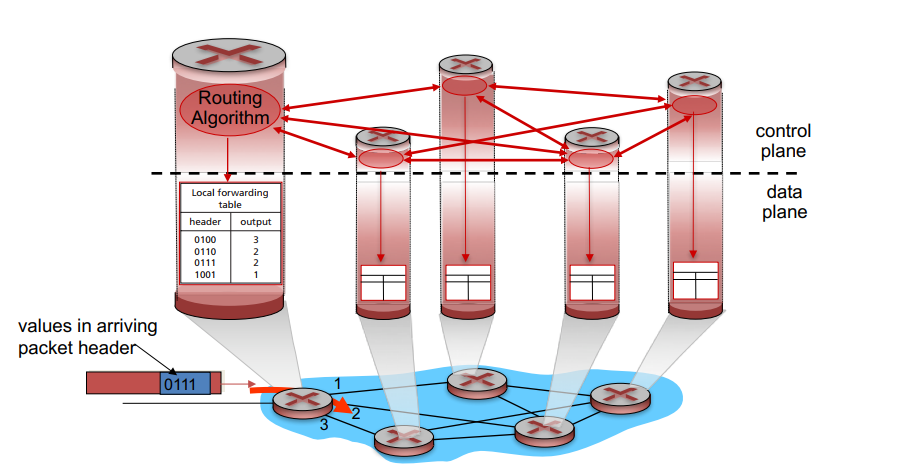 Routing
Algorithm
control
plane
data
plane
Local forwarding
table
header output
0100 3
0110 2
0111 2
1001 1
values in arriving
packet header
0111
1
2
3